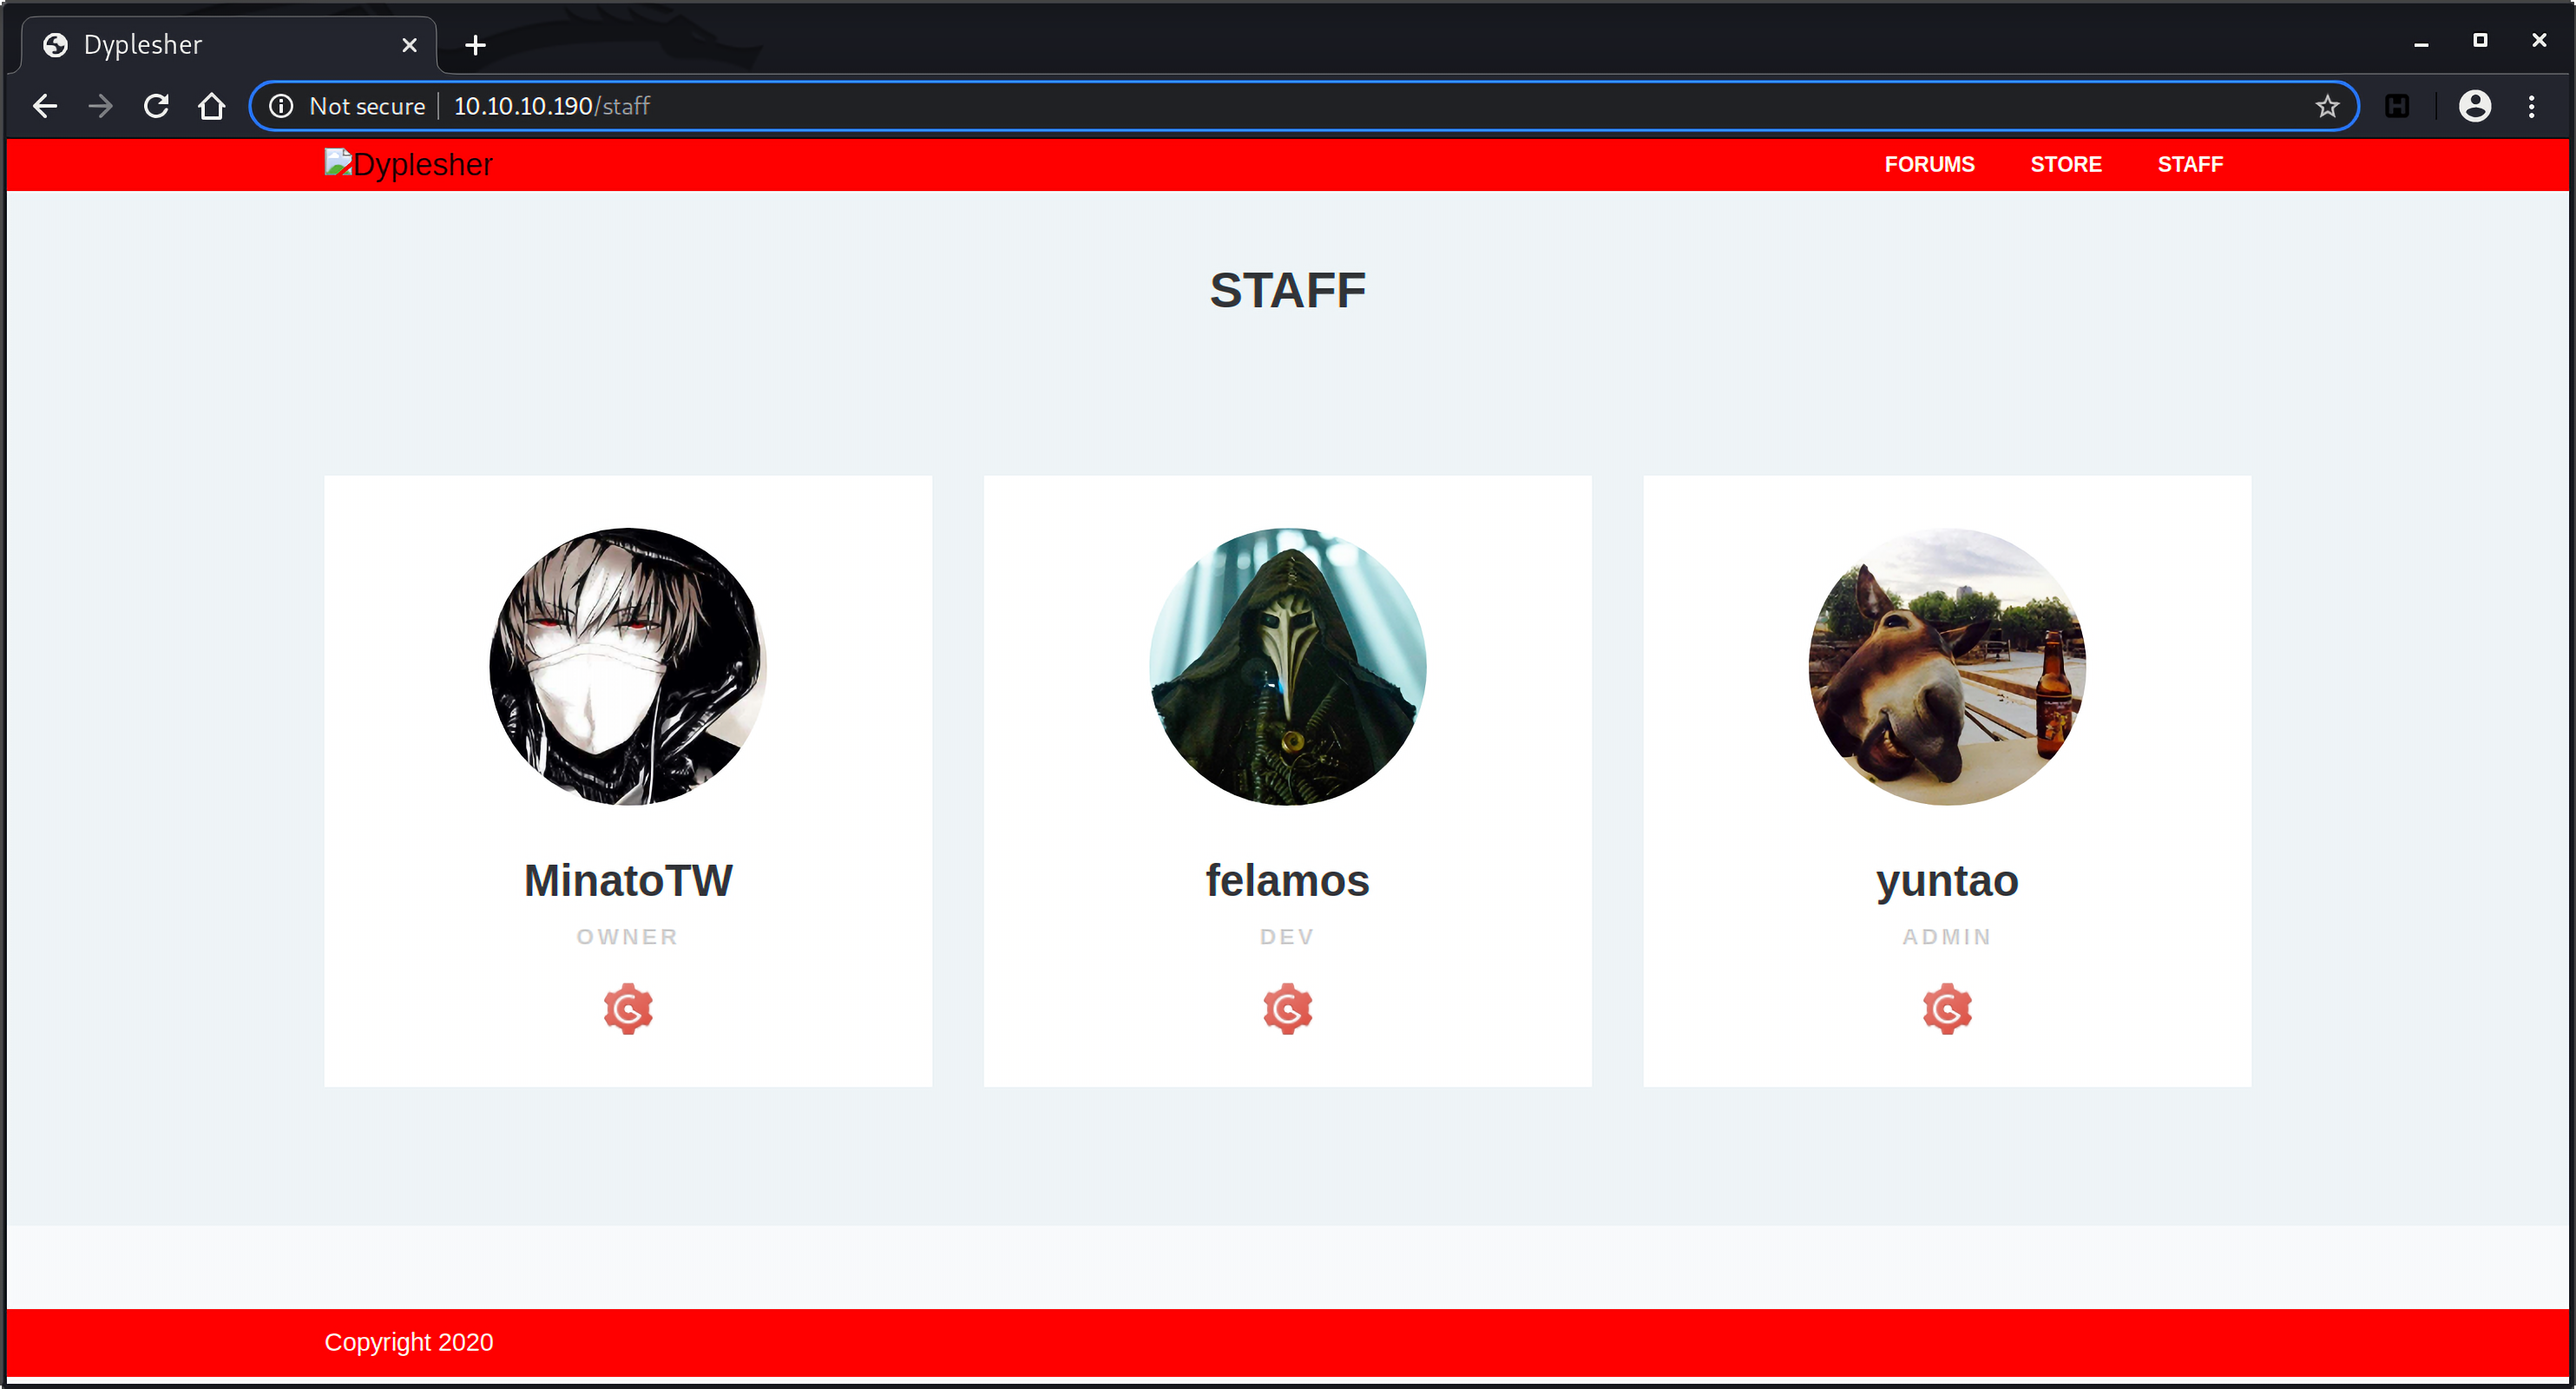 Dyplesher
Not secure 10.10.10.190/staff
Dyplesher FORUMS STORE STAFF
STAFF
MinatoTW felamos yuntao
OWNER DEV ADMIN
Copyright 2020